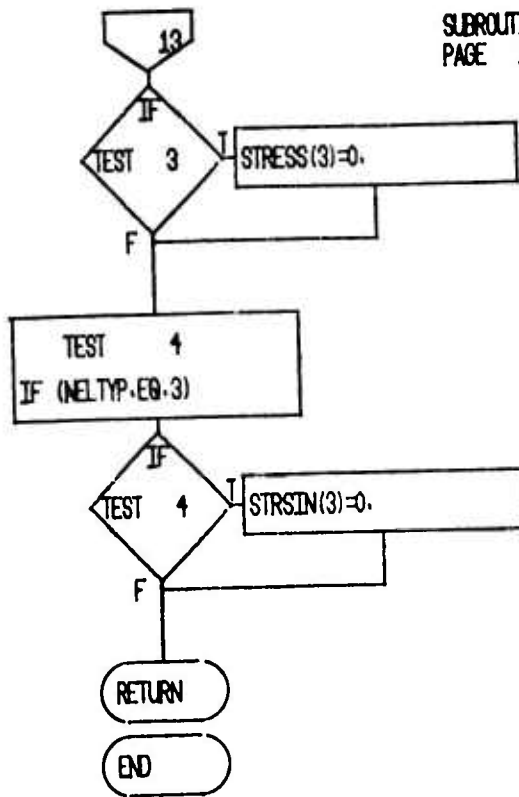 SUBROUT
PAGE
13
IF
TEST 3
T
STRESS(3)=0.
F
TEST 4
IF (NELTYP.EQ.3)
IF
TEST 4
T
STRSIN(3)=0.
F
RETURN
END